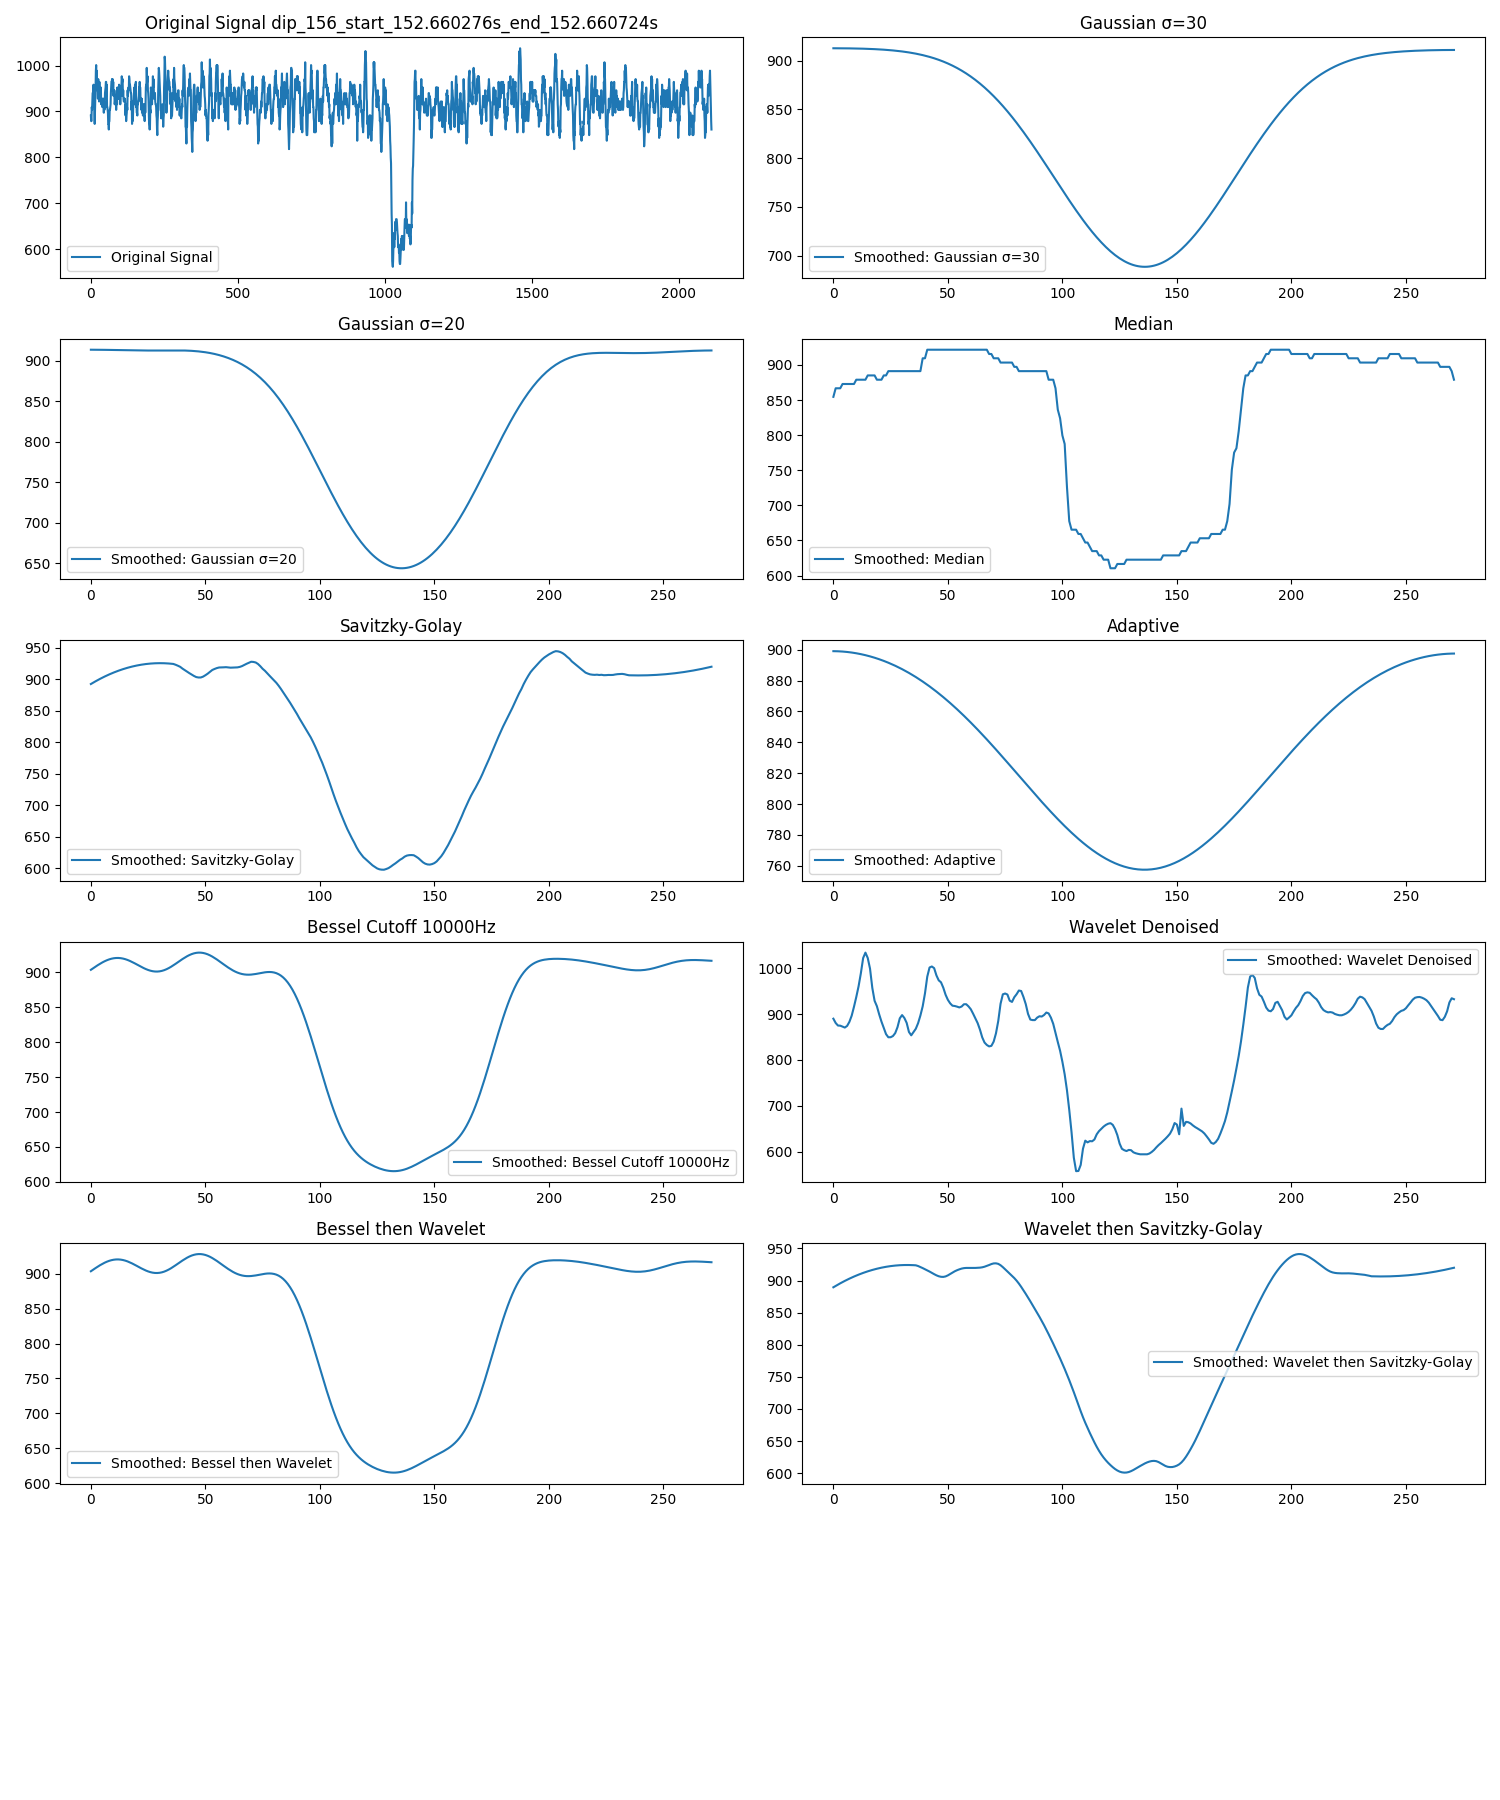 Original Signal dip_156_start_152.660276s_end_152.660724s
1000
900
800
700
600
Original Signal
0 500 1000 1500 2000
Gaussian σ=30
900
850
800
750
700
Smoothed: Gaussian σ=30
0 50 100 150 200 250
Gaussian σ=20
900
850
800
750
700
650
Smoothed: Gaussian σ=20
0 50 100 150 200 250
Median
900
850
800
750
700
650
600
Smoothed: Median
0 50 100 150 200 250
Savitzky-Golay
950
900
850
800
750
700
650
600
Smoothed: Savitzky-Golay
0 50 100 150 200 250
Adaptive
900
880
860
840
820
800
780
760
Smoothed: Adaptive
0 50 100 150 200 250
Bessel Cutoff 10000Hz
900
850
800
750
700
650
600
Smoothed: Bessel Cutoff 10000Hz
0 50 100 150 200 250
Wavelet Denoised
1000
900
800
700
600
Smoothed: Wavelet Denoised
0 50 100 150 200 250
Bessel then Wavelet
900
850
800
750
700
650
600
Smoothed: Bessel then Wavelet
0 50 100 150 200 250
Wavelet then Savitzky-Golay
950
900
850
800
750
700
650
600
Smoothed: Wavelet then Savitzky-Golay
0 50 100 150 200 250